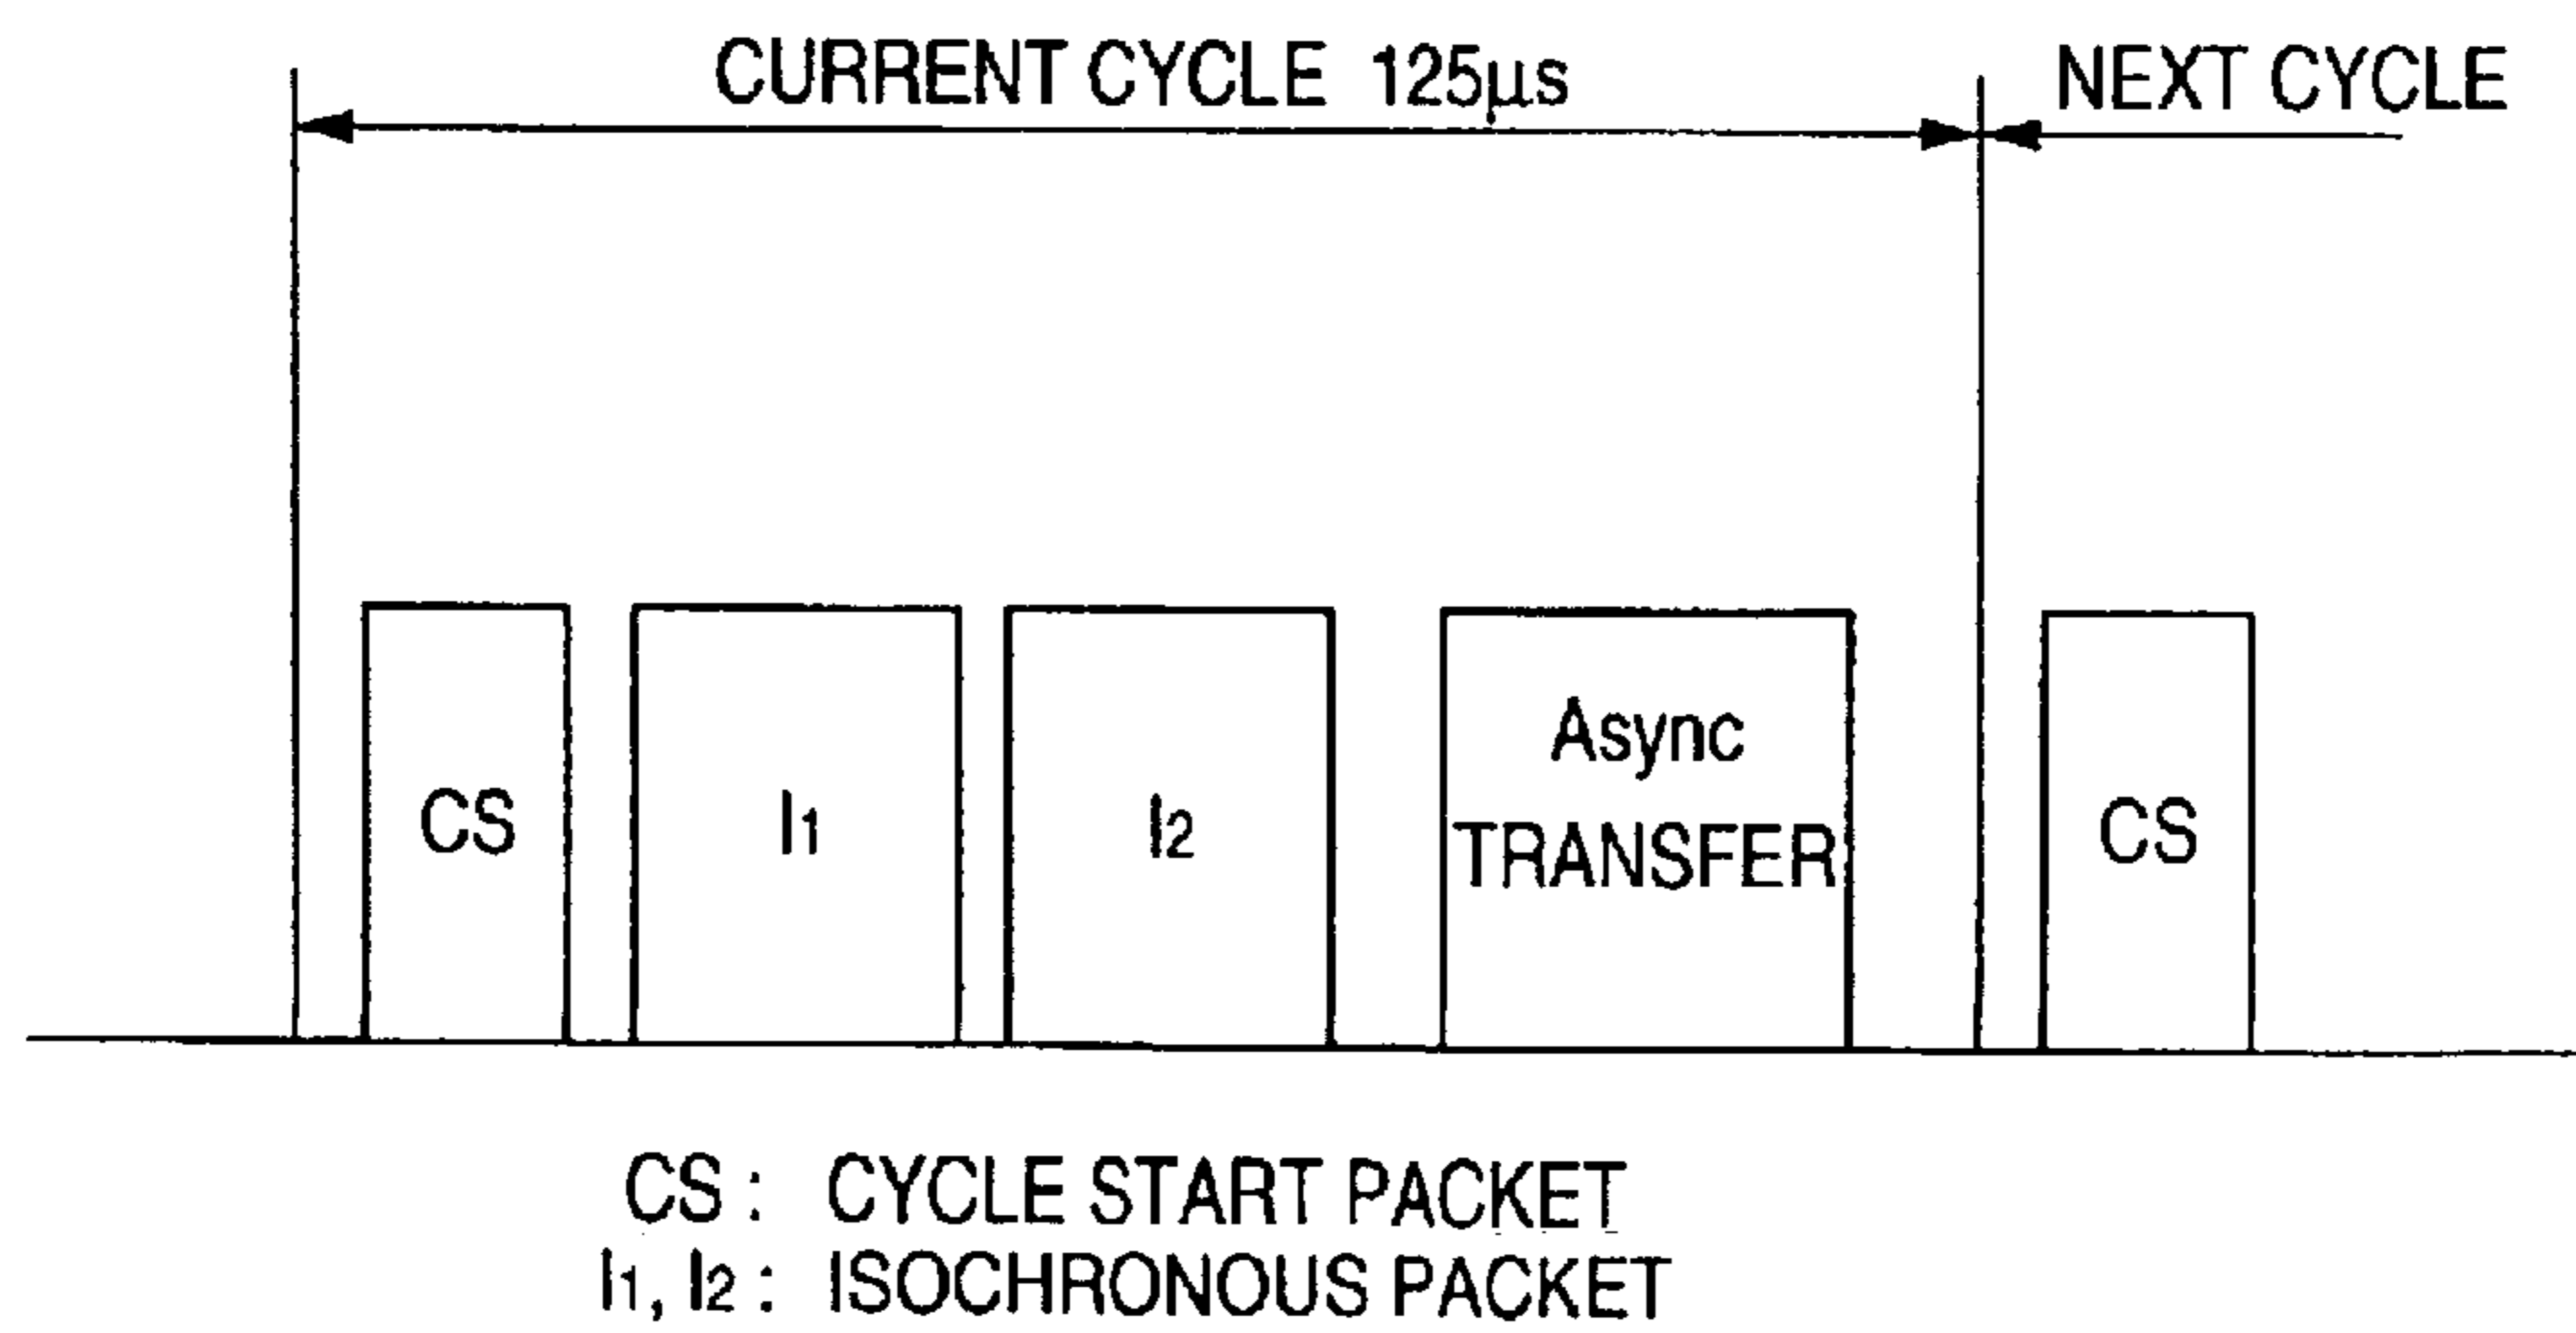 CURRENT CYCLE 125μs
NEXT CYCLE
CS
I1
I2
Async
TRANSFER
CS
CS : CYCLE START PACKET
I1, I2 : ISOCHRONOUS PACKET